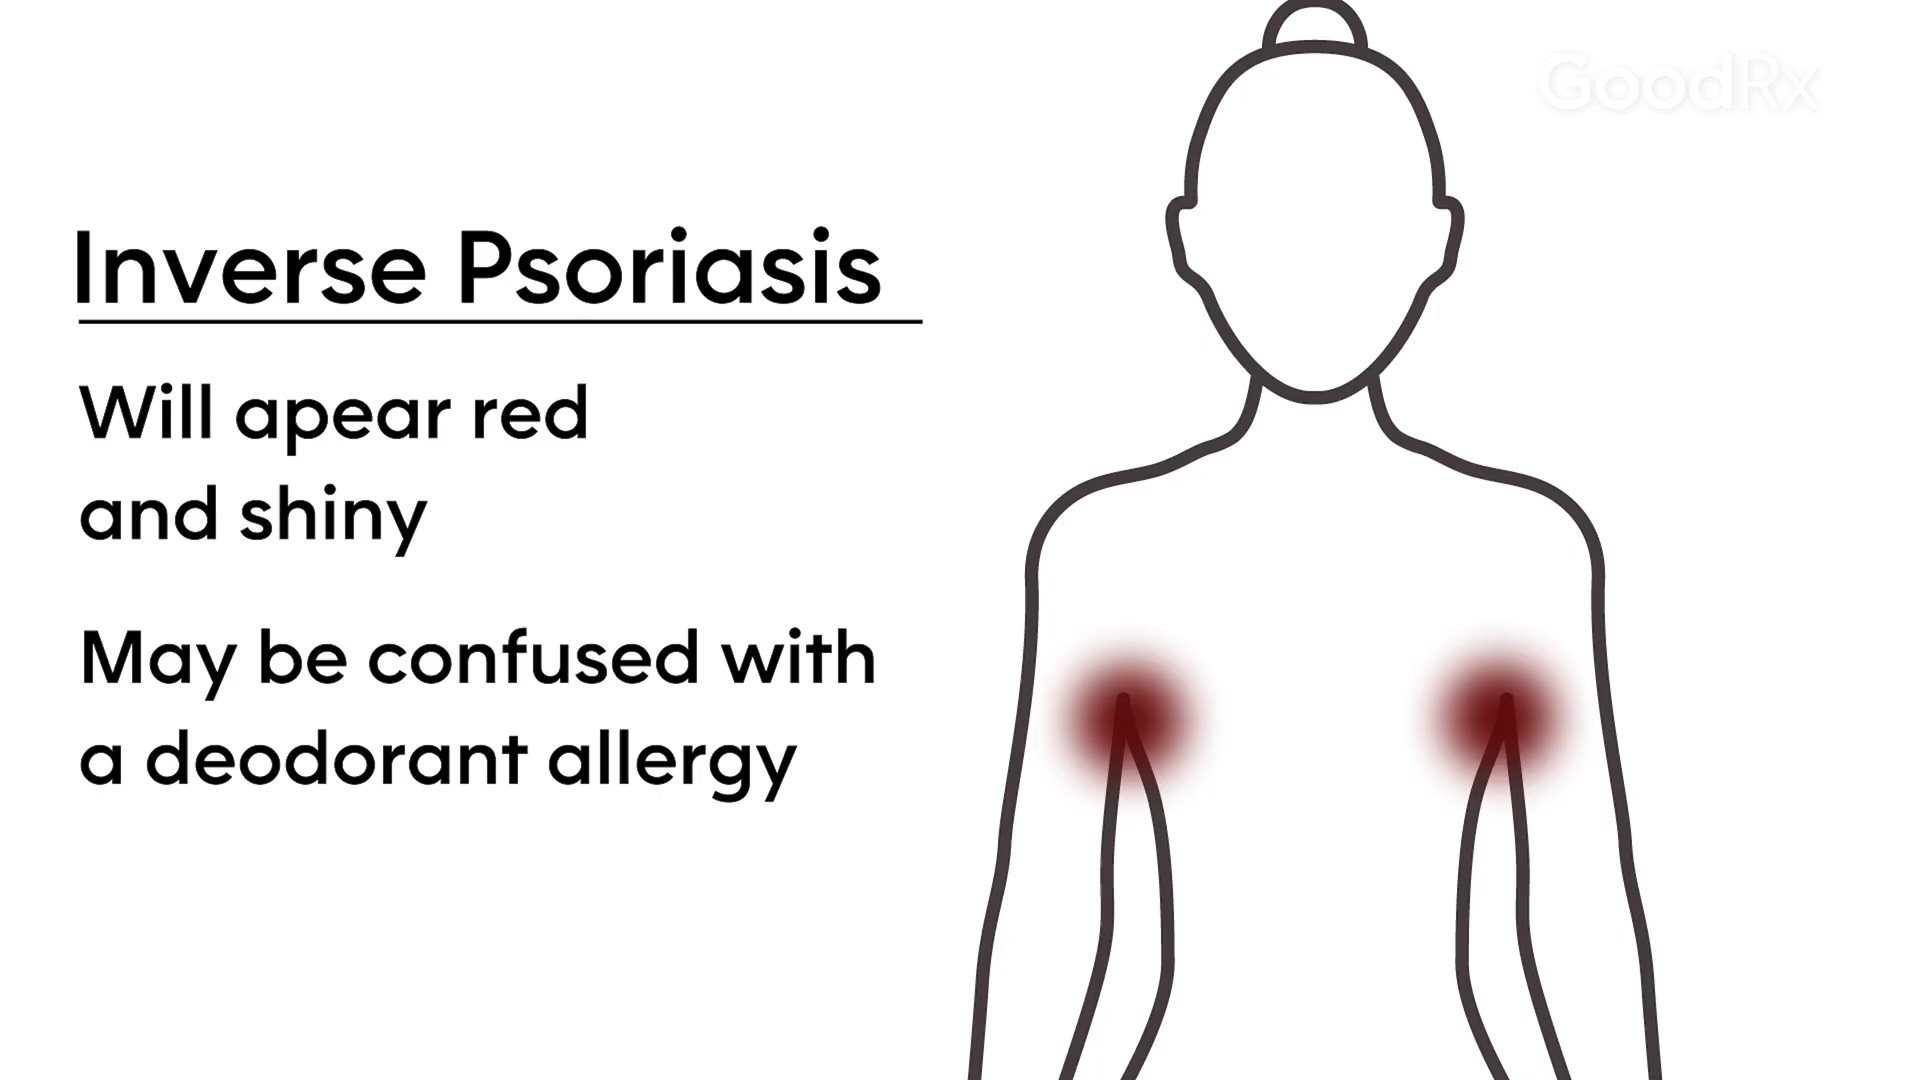 GoodRx
Inverse Psoriasis
Will apear red
and shiny
May be confused with
a deodorant allergy